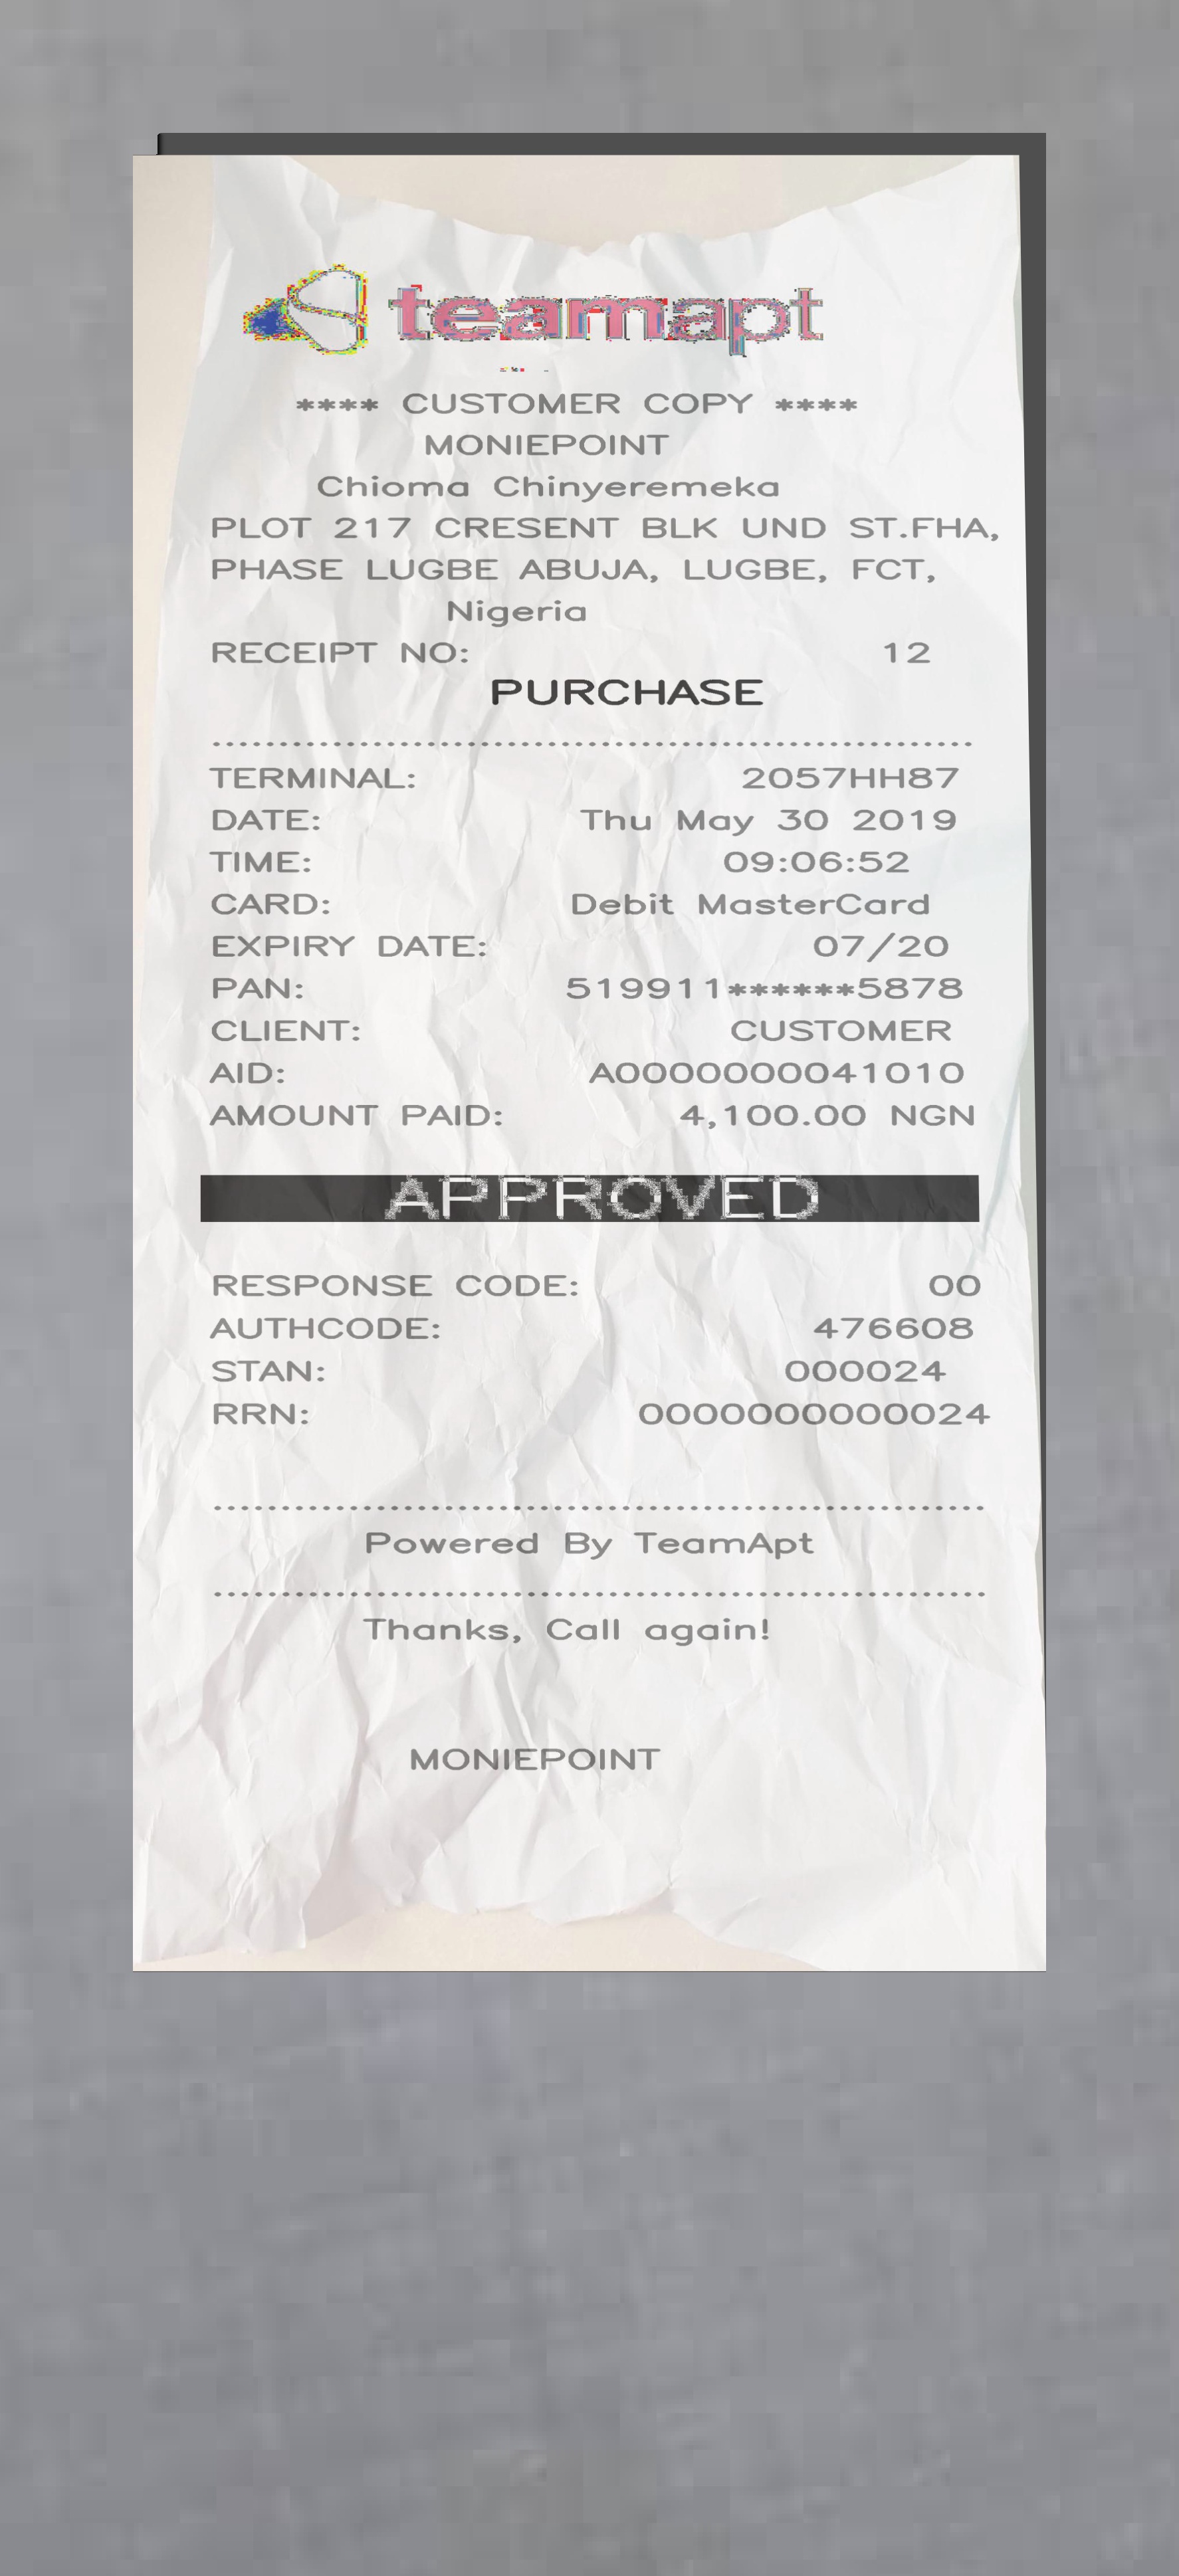 teamapt
**** CUSTOMER COPY ****
MONIEPOINT
Chioma Chinyeremeka
PLOT 217 CRESENT BLK UND ST.FHA,
PHASE LUGBE ABUJA, LUGBE, FCT,
Nigeria
RECEIPT NO: 12
PURCHASE
TERMINAL: 2057HH87
DATE: Thu May 30 2019
TIME: 09:06:52
CARD: Debit MasterCard
EXPIRY DATE: 07/20
PAN: 519911******5878
CLIENT: CUSTOMER
AID: A0000000041010
AMOUNT PAID: 4,100.00 NGN
APPROVED
RESPONSE CODE: 00
AUTHCODE: 476608
STAN: 000024
RRN: 0000000000024
Powered By TeamApt
Thanks, Call again!
MONIEPOINT